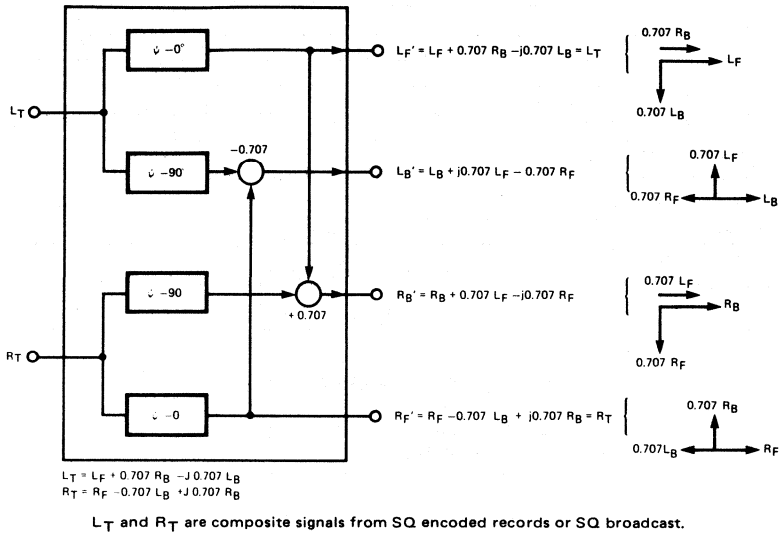 ψ −0°
L_F' = L_F + 0.707 R_B −j0.707 L_B = L_T
0.707 R_B
L_F
0.707 L_B
L_T
−0.707
ψ −90°
L_B' = L_B + j0.707 L_F − 0.707 R_F
0.707 L_F
0.707 R_F
L_B
ψ −90
+ 0.707
R_B' = R_B + 0.707 L_F −j0.707 R_F
0.707 L_F
R_B
0.707 R_F
R_T
ψ −0
R_F' = R_F −0.707 L_B + j0.707 R_B = R_T
0.707 R_B
0.707L_B
R_F
L_T = L_F + 0.707 R_B −J 0.707 L_B
R_T = R_F −0.707 L_B +J 0.707 R_B
L_T and R_T are composite signals from SQ encoded records or SQ broadcast.